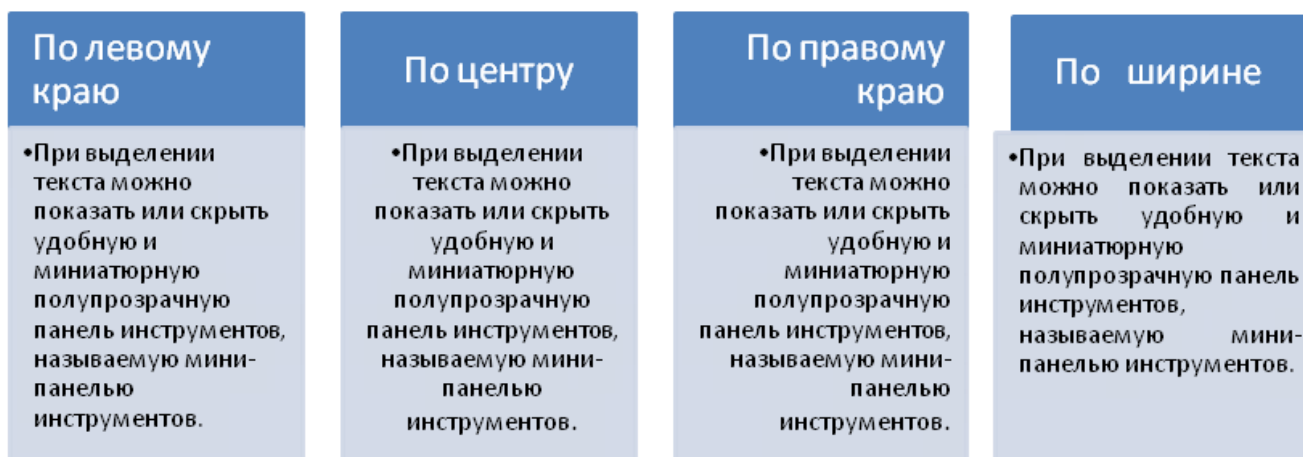 По левому
краю
•При выделении
текста можно
показать или скрыть
удобную и
миниатюрную
полупрозрачную
панель инструментов,
называемую мини-
панелью
инструментов.
По центру
•При выделении
текста можно
показать или скрыть
удобную и
миниатюрную
полупрозрачную
панель инструментов,
называемую мини-
панелью
инструментов.
По правому
краю
•При выделении
текста можно
показать или скрыть
удобную и
миниатюрную
полупрозрачную
панель инструментов,
называемую мини-
панелью
инструментов.
По ширине
•При выделении текста
можно показать или
скрыть удобную и
миниатюрную
полупрозрачную панель
инструментов,
называемую мини-
панелью инструментов.